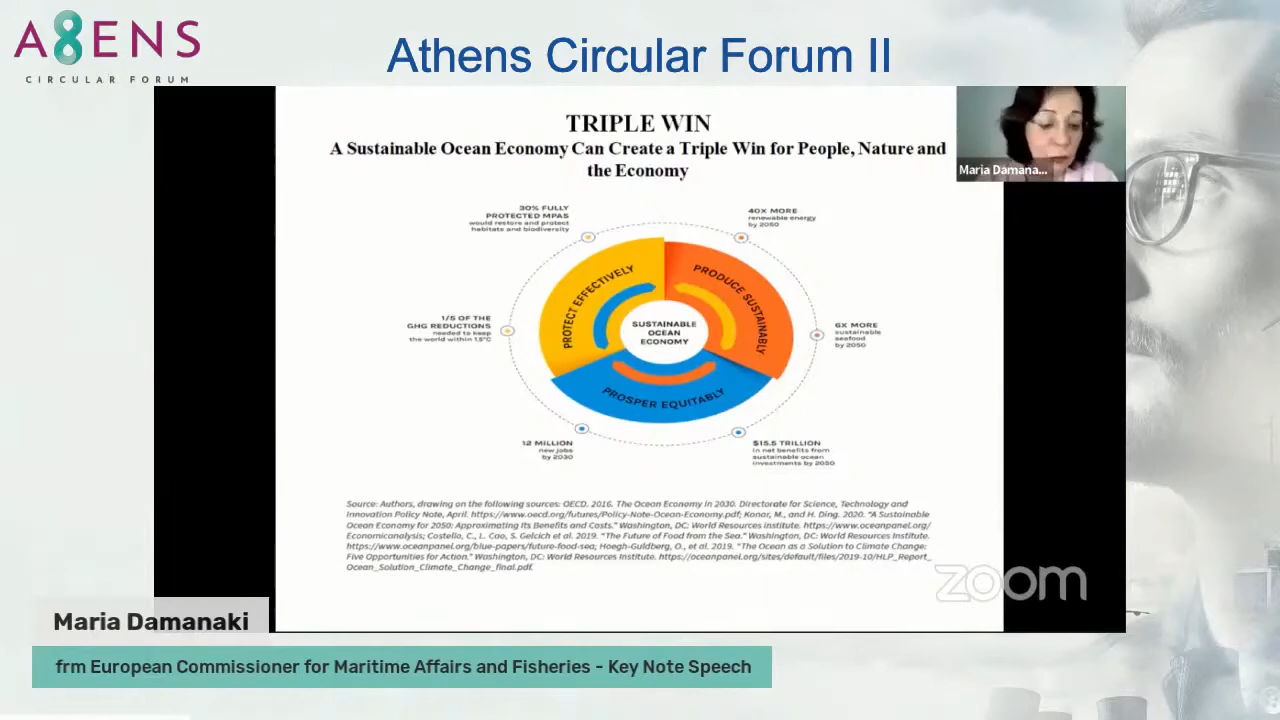 A8ENS
CIRCULAR FORUM
Athens Circular Forum II
TRIPLE WIN
A Sustainable Ocean Economy Can Create a Triple Win for People, Nature and
the Economy
Maria Damana...
30% FULLY
PROTECTED MPAS
would restore and protect
habitats and biodiversity
40X MORE
renewable energy
by 2050
PROTECT EFFECTIVELY
PRODUCE SUSTAINABLY
1/5 OF THE
GHG REDUCTIONS
needed to keep
the world within 1.5°C
SUSTAINABLE
OCEAN
ECONOMY
6X MORE
sustainable
seafood
by 2050
PROSPER EQUITABLY
12 MILLION
new jobs
by 2030
$15.5 TRILLION
in net benefits from
sustainable ocean
investments by 2050
Source: Authors, drawing on the following sources: OECD. 2016. The Ocean Economy in 2030. Directorate for Science, Technology and
Innovation Policy Note, April. https://www.oecd.org/futures/Policy-Note-Ocean-Economy.pdf; Konar, M., and H. Ding. 2020. "A Sustainable
Ocean Economy for 2050: Approximating Its Benefits and Costs." Washington, DC: World Resources Institute. https://www.oceanpanel.org/
Economicanalysis; Costello, C., L. Cao, S. Gelcich et al. 2019. "The Future of Food from the Sea." Washington, DC: World Resources Institute.
https://www.oceanpanel.org/blue-papers/future-food-sea; Hoegh-Guldberg, O., et al. 2019. "The Ocean as a Solution to Climate Change:
Five Opportunities for Action." Washington, DC: World Resources Institute. https://oceanpanel.org/sites/default/files/2019-10/HLP_Report_
Ocean_Solution_Climate_Change_final.pdf.
zoom
Maria Damanaki
frm European Commissioner for Maritime Affairs and Fisheries - Key Note Speech